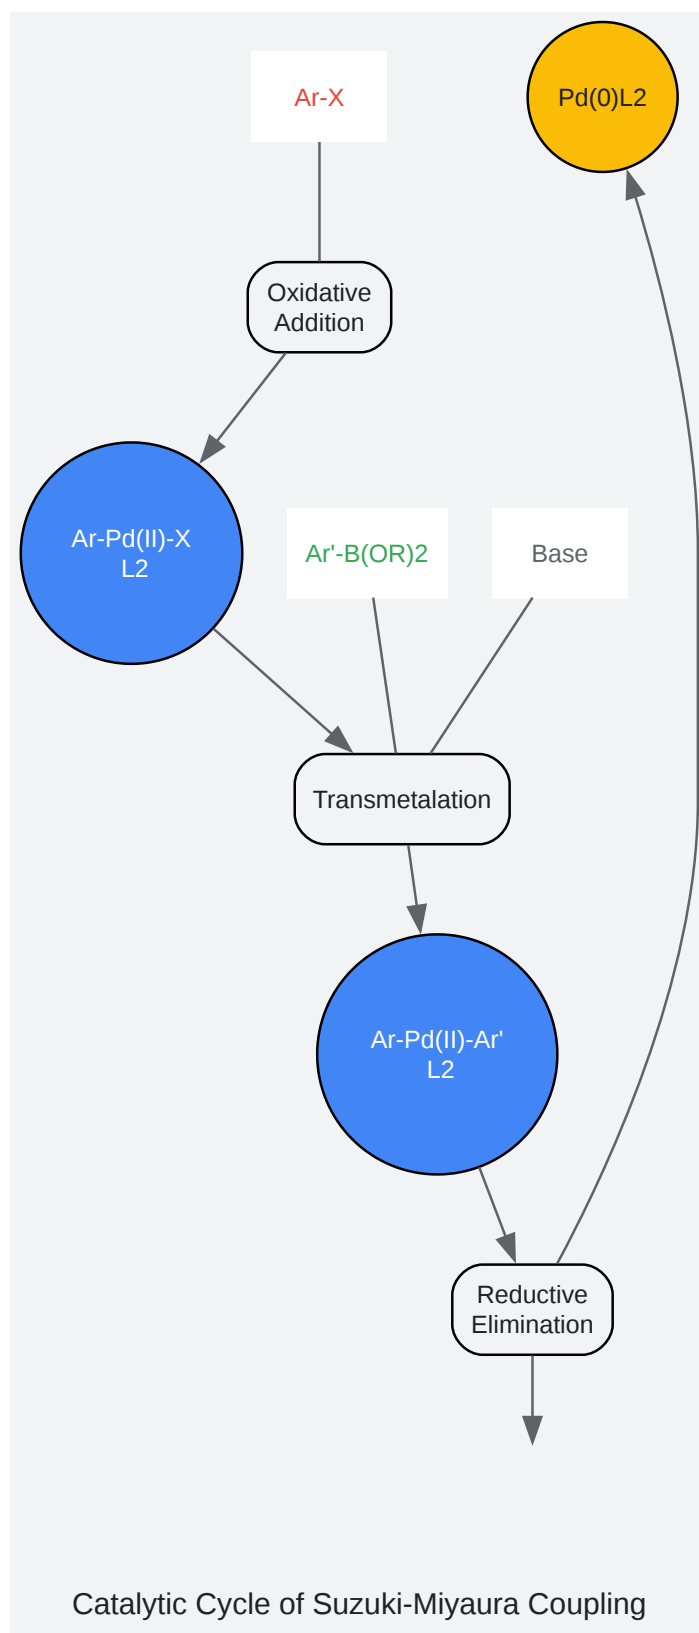 Ar-X
Pd(0)L2
Oxidative
Addition
Ar-Pd(II)-X
L2
Ar'-B(OR)2
Base
Transmetalation
Ar-Pd(II)-Ar'
L2
Reductive
Elimination
Catalytic Cycle of Suzuki-Miyaura Coupling